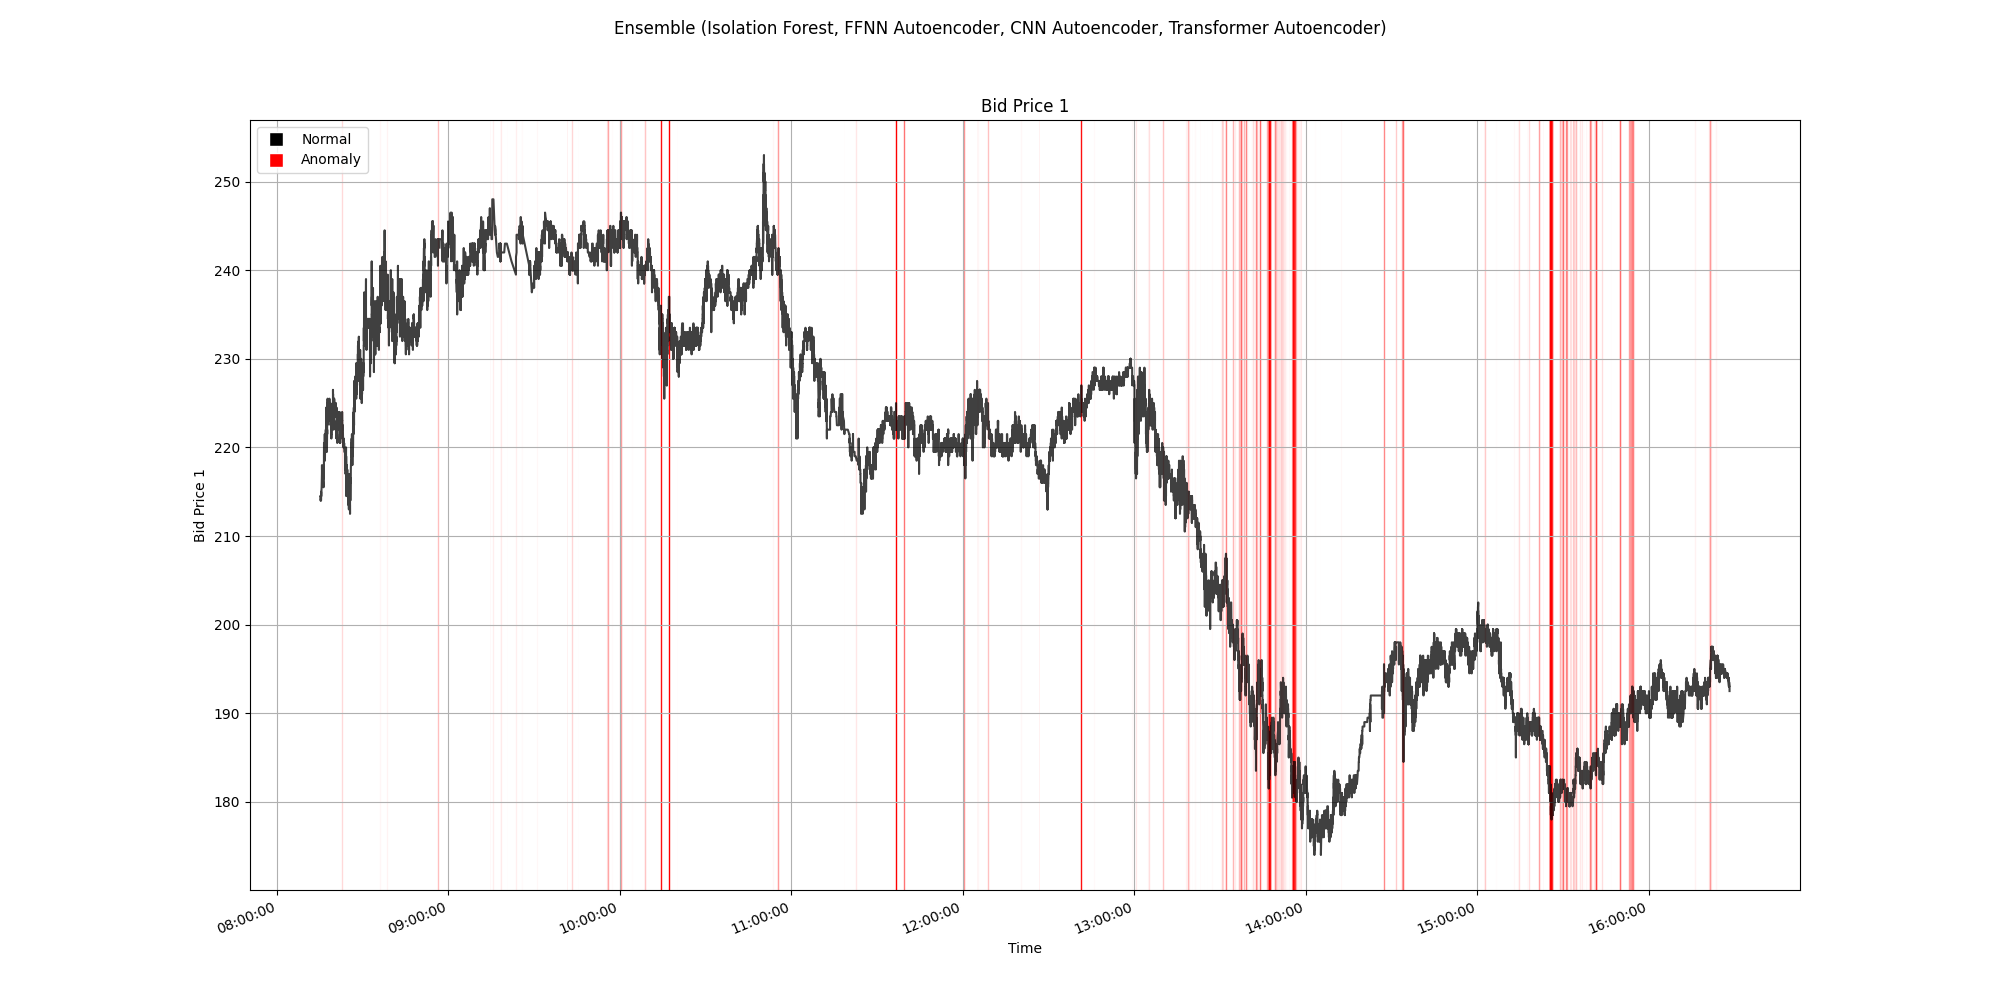 Ensemble (Isolation Forest, FFNN Autoencoder, CNN Autoencoder, Transformer Autoencoder)
Bid Price 1
Normal
Anomaly
250
240
230
220
210
200
190
180
Bid Price 1
08:00:00
09:00:00
10:00:00
11:00:00
12:00:00
13:00:00
14:00:00
15:00:00
16:00:00
Time